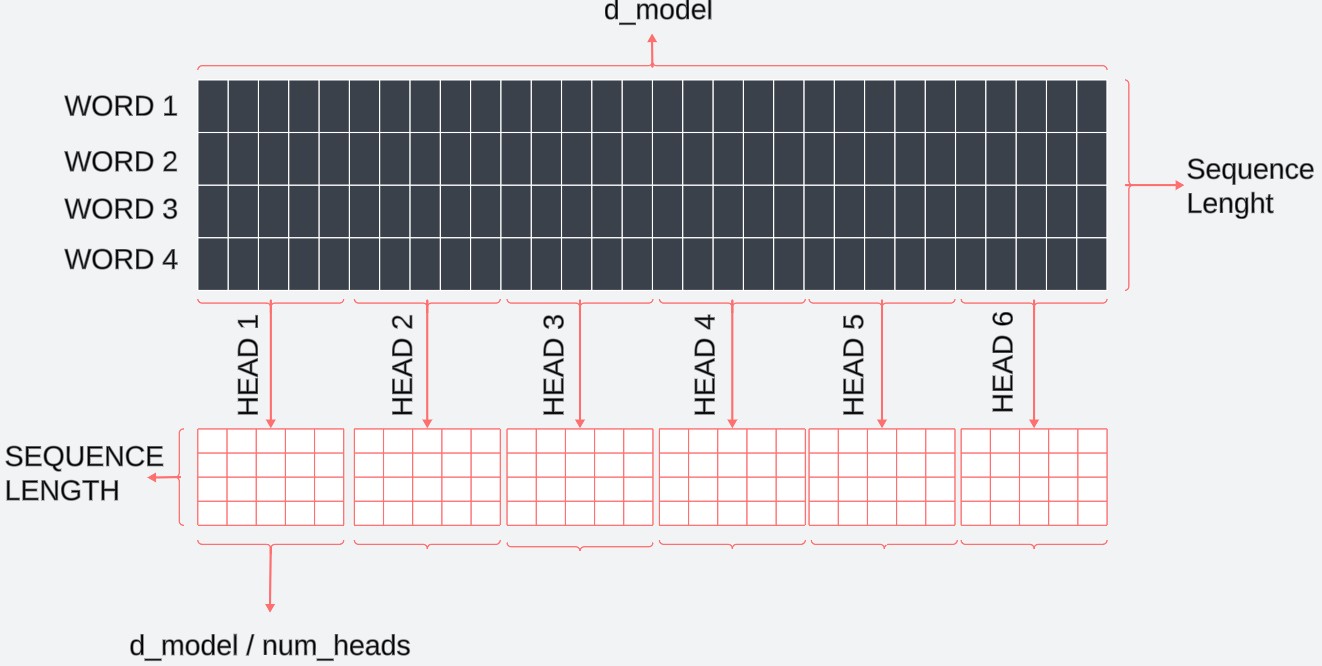 d_model
WORD 1
WORD 2
WORD 3
WORD 4
Sequence
Lenght
HEAD 1
HEAD 2
HEAD 3
HEAD 4
HEAD 5
HEAD 6
SEQUENCE
LENGTH
d_model / num_heads